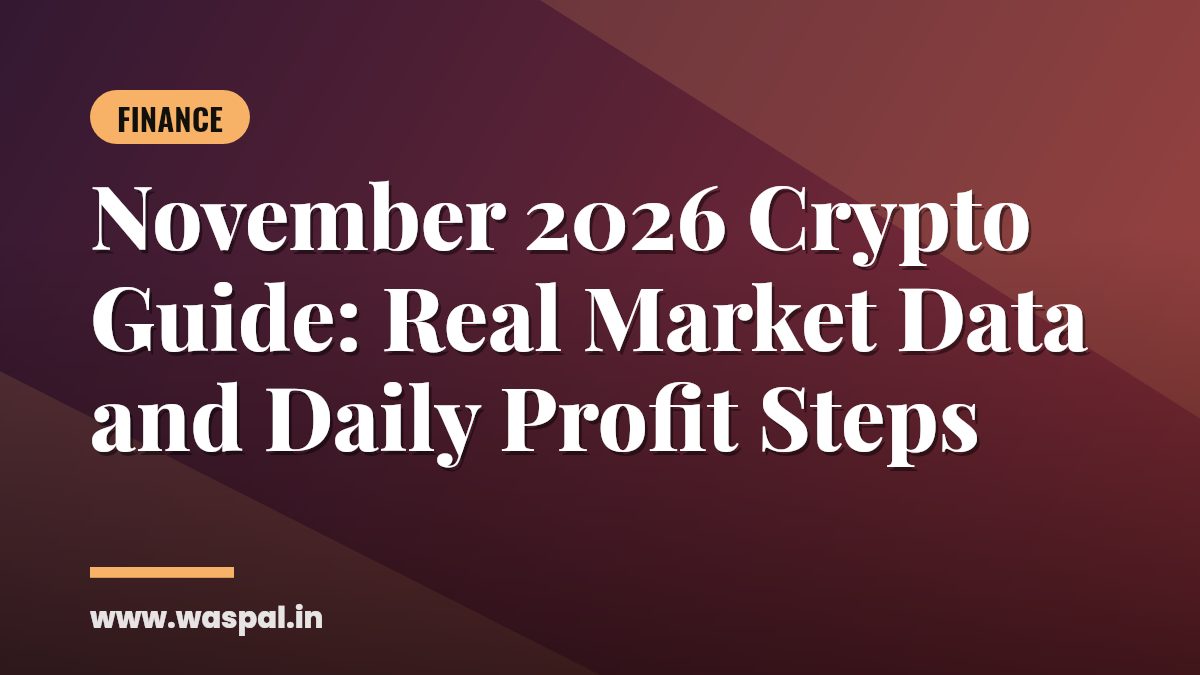 FINANCE
November 2026 Crypto
Guide: Real Market Data
and Daily Profit Steps
www.waspal.in